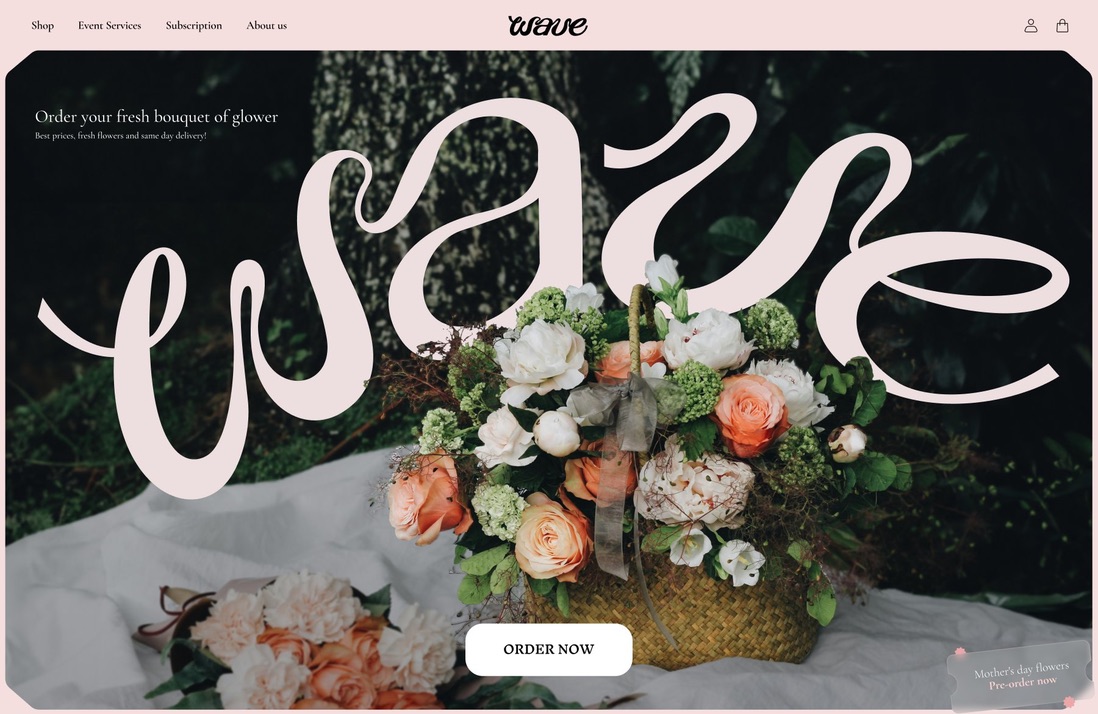 Shop
Event Services
Subscription
About us
wave
Order your fresh bouquet of glower
Best prices, fresh flowers and same day delivery!
wave
ORDER NOW
Mother's day flowers
Pre-order now